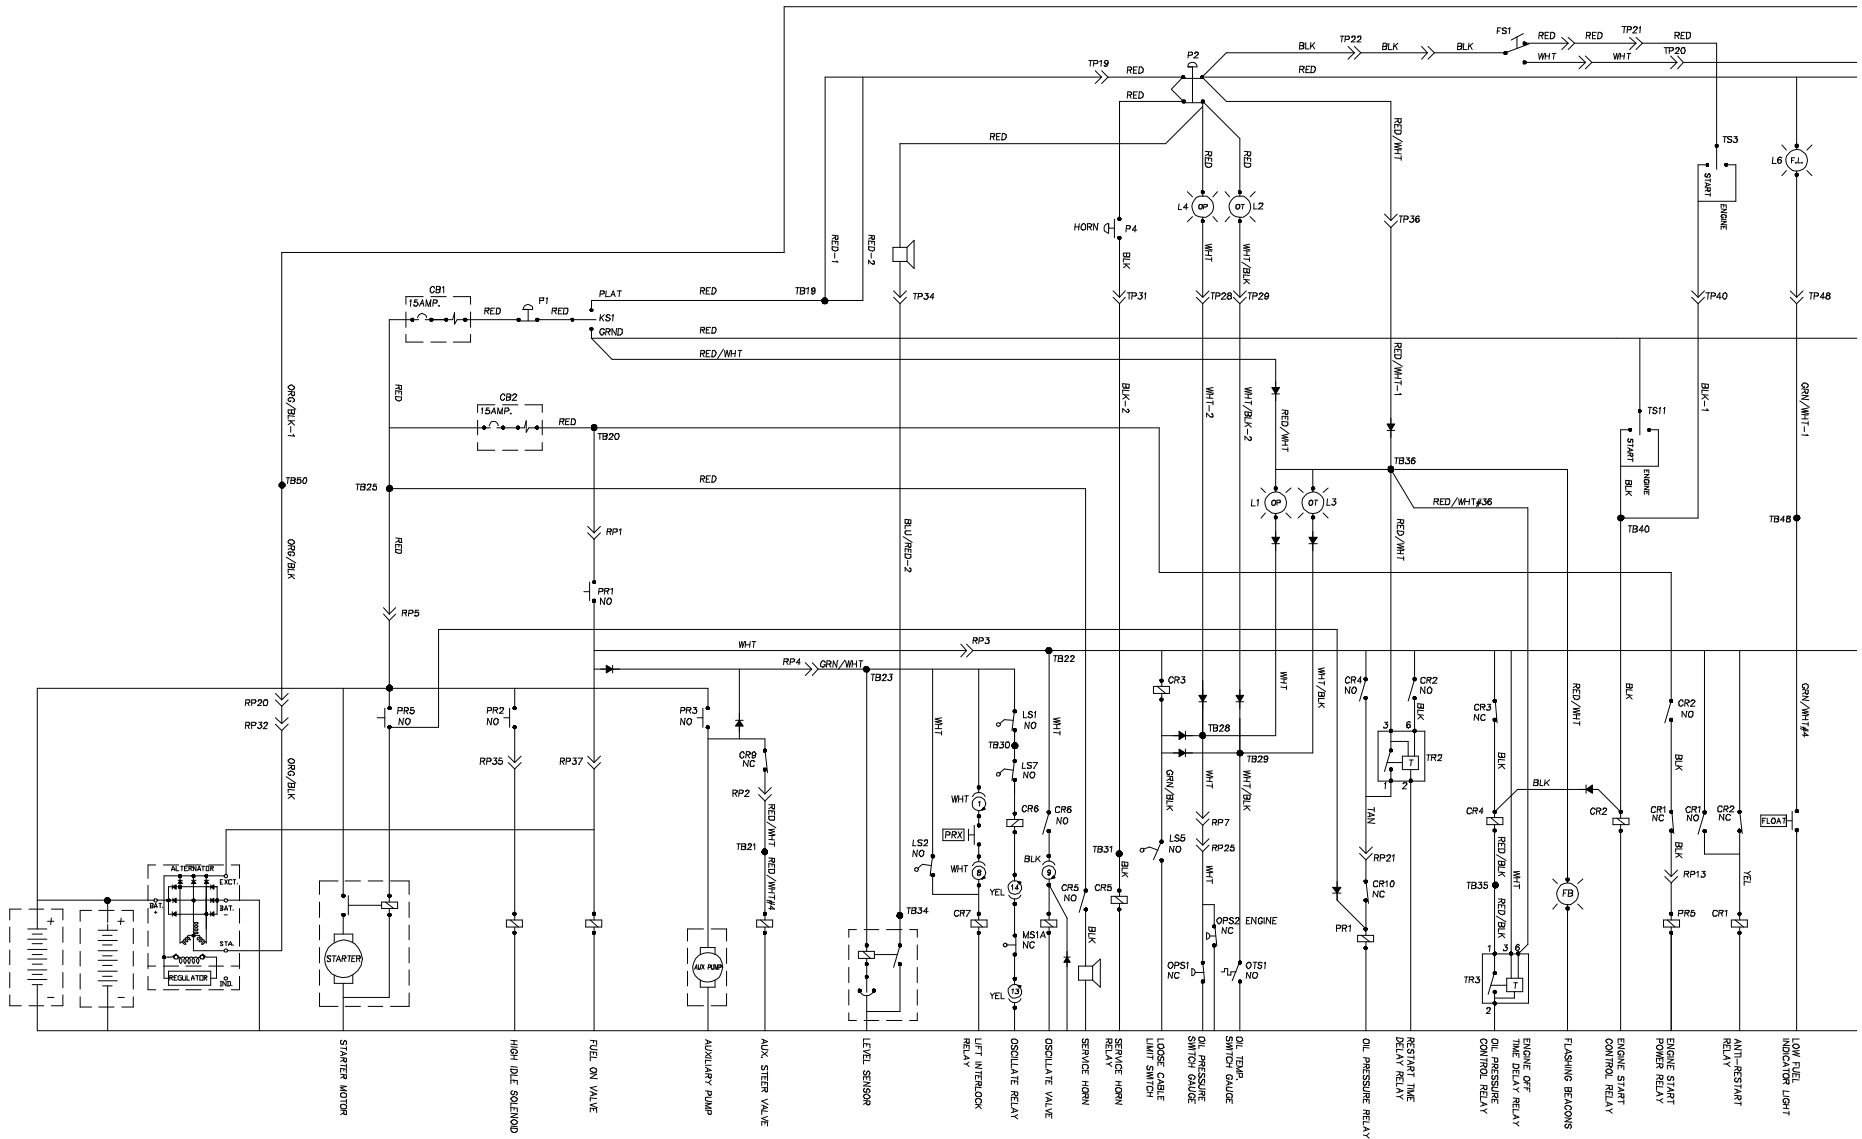 FS1
RED
RED
TP21
RED
BLK
TP22
BLK
BLK
WHT
WHT
TP20
P2
TP19
RED
RED
RED
RED
RED/WHT
TS3
START
ENGINE
L6
F.L.
RED
RED
L4
OP
OT
L2
TP36
HORN
P4
BLK
WHT
WHT/BLK
RED-1
RED-2
TP34
TP31
TP28
TP29
TP40
TP48
CB1
15AMP.
RED
P1
RED
PLAT
RED
TB19
KS1
GRND
RED
RED/WHT
ORG/BLK-1
RED
CB2
15AMP.
RED
TB20
BLK-2
WHT-2
WHT/BLK-2
RED/WHT
RED/WHT-1
BLK-1
GRN/WHT-1
TS11
START
ENGINE
BLK
TB36
TB50
TB25
RED
L1
OP
OT
L3
RED/WHT#36
TB40
TB48
ORG/BLK
RED
RP1
BLU/RED-2
RED/WHT
PR1
NO
RP5
WHT
RP3
TB22
RP4
GRN/WHT
TB23
RP20
RP32
PR5
NO
PR2
NO
PR3
NO
WHT
LS1
NO
TB30
WHT
CR3
WHT
WHT/BLK
CR4
NO
CR2
NO
BLK
CR3
NC
RED/WHT
BLK
CR2
NO
GRN/WHT#4
TB28
TB29
3
6
T
TR2
1
2
ORG/BLK
RP35
RP37
CR9
NC
RP2
RED/WHT
LS7
NO
GRN/BLK
WHT
WHT/BLK
BLK
BLK
BLK
WHT
1
PRX
CR6
CR6
NO
RP7
RP25
TAN
CR4
CR2
CR1
NC
CR1
NO
CR2
NC
FLOAT
TB21
RED/WHT#4
LS2
NO
WHT
8
BLK
9
TB31
BLK
LS5
NO
WHT
RP21
RED/BLK
WHT
BLK
RP13
YEL
ALTERNATOR
EXCT.
BAT.
+
BAT.
-
STA.
REGULATOR
IND.
+
-
+
-
STARTER
AUX PUMP
TB34
CR7
YEL
14
MS1A
NC
YEL
13
CR5
NO
BLK
CR5
OPS2 ENGINE
NC
OPS1
NC
OTS1
NO
CR10
NC
PR1
TB35
RED/BLK
1
3
6
TR3
T
2
FB
PR5
CR1
STARTER MOTOR
HIGH IDLE SOLENOID
FUEL ON VALVE
AUXILIARY PUMP
AUX. STEER VALVE
LEVEL SENSOR
LIFT INTERLOCK
RELAY
OSCILLATE RELAY
OSCILLATE VALVE
SERVICE HORN
SERVICE HORN
RELAY
LOOSE CABLE
LIMIT SWITCH
OIL PRESSURE
SWITCH GAUGE
OIL TEMP.
SWITCH GAUGE
OIL PRESSURE RELAY
RESTART TIME
DELAY RELAY
OIL PRESSURE
CONTROL RELAY
ENGINE OFF
TIME DELAY RELAY
FLASHING BEACONS
ENGINE START
CONTROL RELAY
ENGINE START
POWER RELAY
ANTI-RESTART
RELAY
LOW FUEL
INDICATOR LIGHT